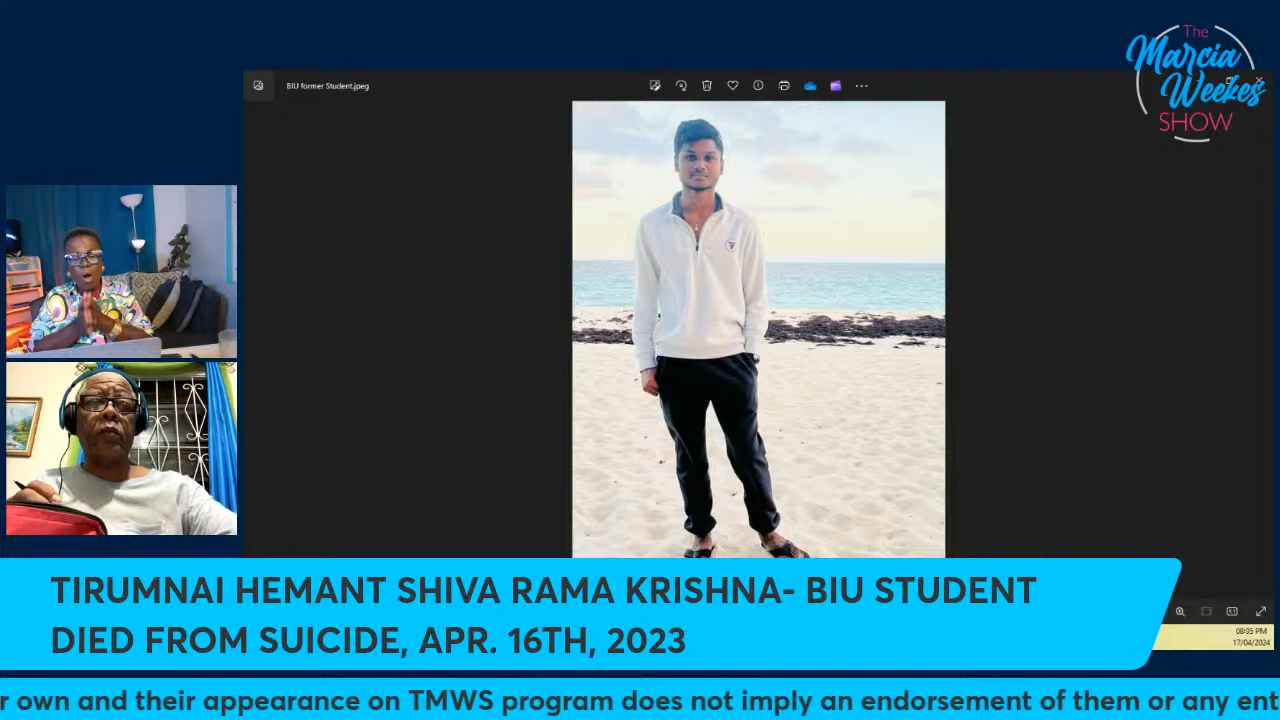 The
Marcia
Weekes
SHOW
BIU former Student.jpeg
TIRUMNAI HEMANT SHIVA RAMA KRISHNA- BIU STUDENT
DIED FROM SUICIDE, APR. 16TH, 2023
08:05 PM
17/04/2024
r own and their appearance on TMWS program does not imply an endorsement of them or any ent